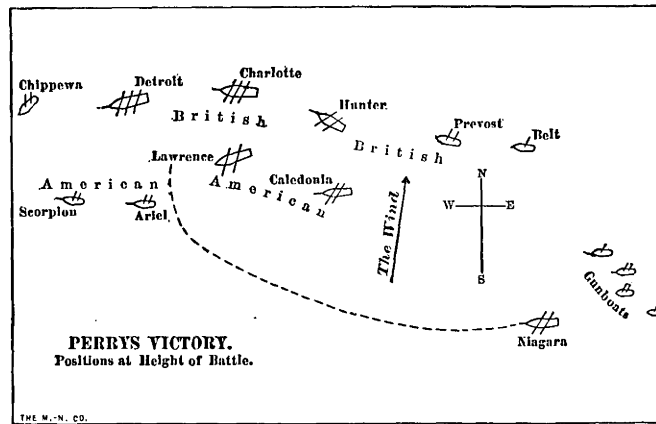 Charlotte
Chippewa
Detroit
Hunter
British
Prevost
Belt
British
Lawrence
American
American
Caledonia
Scorpion
Ariel
The Wind
N
W E
S
Gunboats
PERRYS VICTORY.
Positions at Height of Battle.
Niagara
THE M.-N. CO.